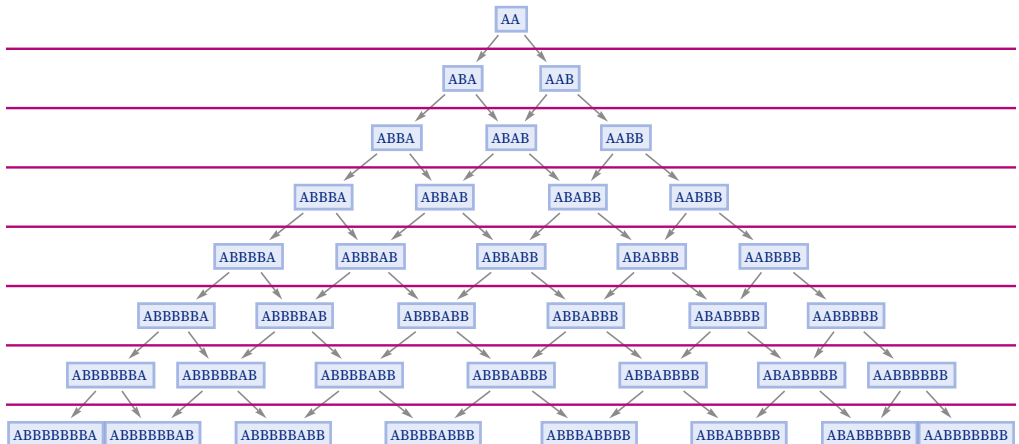 AA
ABA AAB
ABBA ABAB AABB
ABBBA ABBAB ABABB AABBB
ABBBBA ABBBAB ABBABB ABABBB AABBBB
ABBBBBA ABBBBAB ABBBABB ABBABBB ABABBBB AABBBBB
ABBBBBBA ABBBBBAB ABBBBABB ABBBABBB ABBABBBB ABABBBBB AABBBBBB
ABBBBBBBA ABBBBBBAB ABBBBBABB ABBBBABBB ABBBABBBB ABBABBBBB ABABBBBBB AABBBBBBB